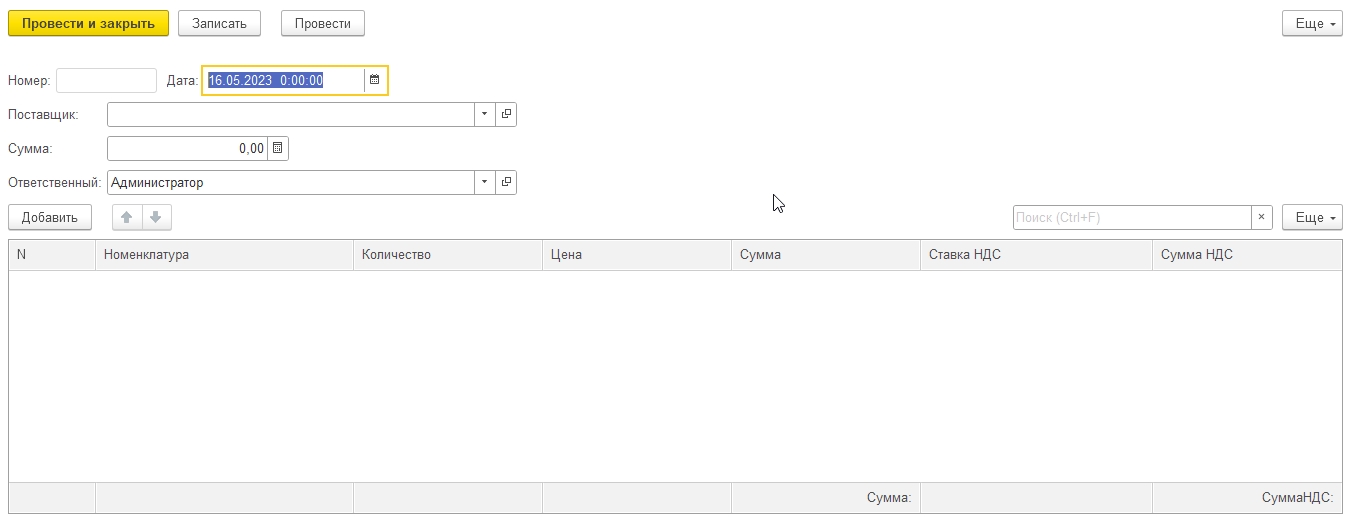 Провести и закрыть Записать Провести Еще
Номер: Дата: 16.05.2023 0:00:00
Поставщик:
Сумма: 0,00
Ответственный: Администратор
Добавить Поиск (Ctrl+F) × Еще
N Номенклатура Количество Цена Сумма Ставка НДС Сумма НДС
Сумма: СуммаНДС: